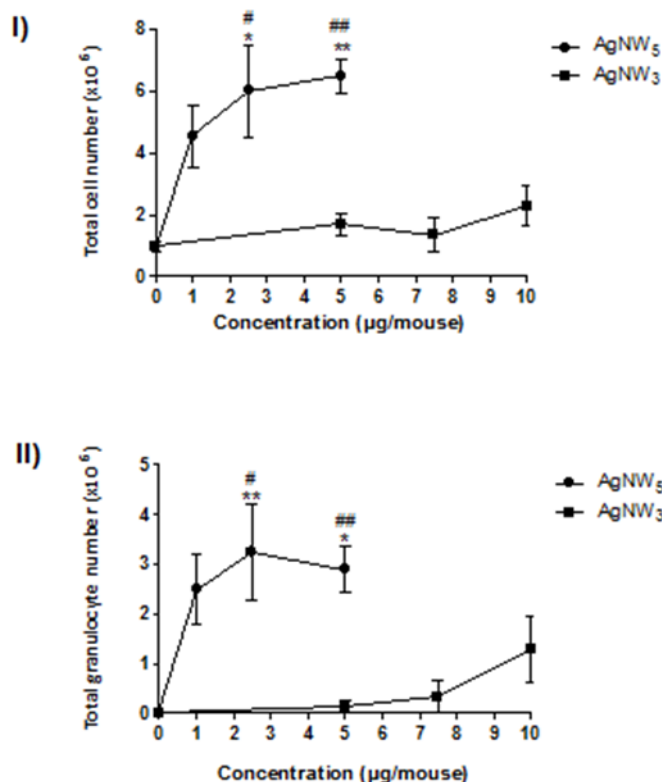 I)
Total cell number (x10⁶)
8
6
4
2
0
# ##
* **
AgNW₅
AgNW₃
0 1 2 3 4 5 6 7 8 9 10
Concentration (µg/mouse)
II)
Total granulocyte number (x10⁶)
5
4
3
2
1
0
# ##
** *
AgNW₅
AgNW₃
0 1 2 3 4 5 6 7 8 9 10
Concentration (µg/mouse)